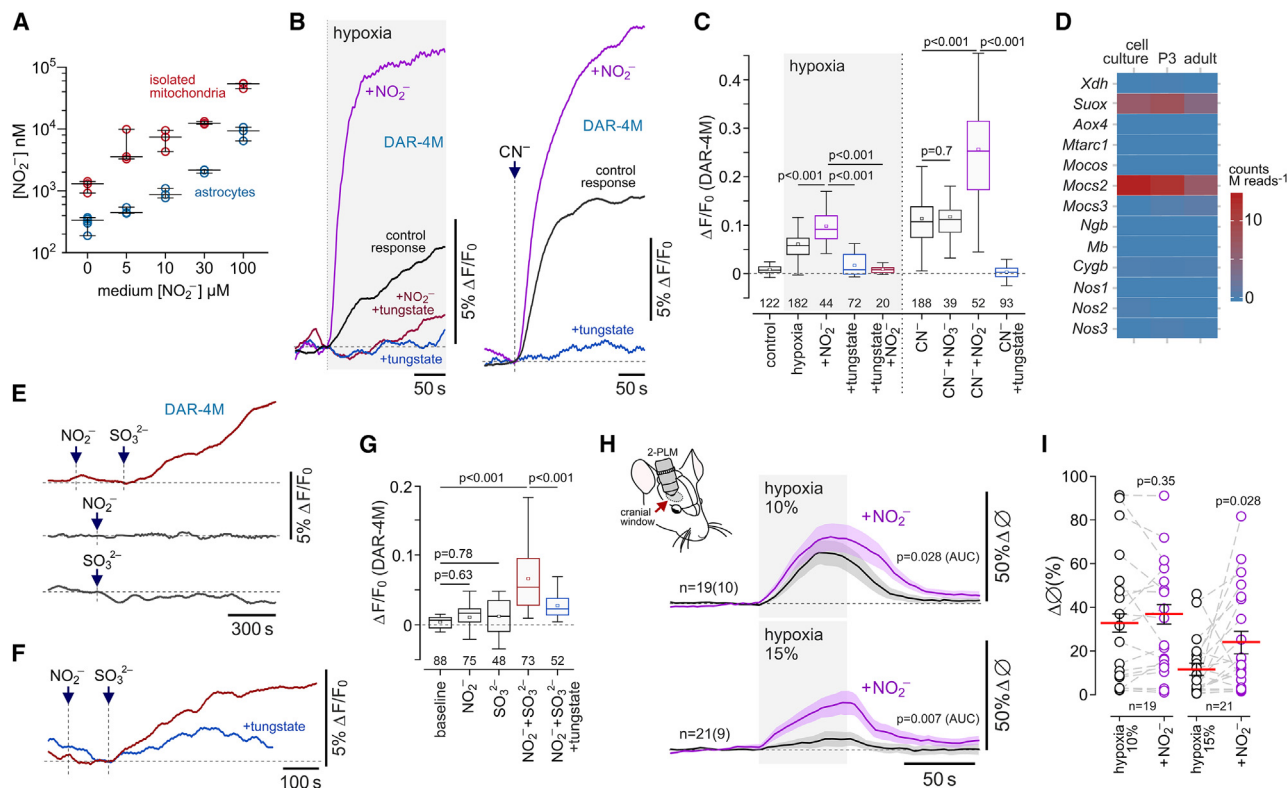 A
[NO₂⁻] nM
10⁵
10⁴
10³
10²
isolated
mitochondria
astrocytes
0 5 10 30 100
medium [NO₂⁻] µM
B
hypoxia
+NO₂⁻
DAR-4M
control
response
+NO₂⁻
+tungstate
+tungstate
5% ΔF/F₀
50 s
CN⁻
+NO₂⁻
DAR-4M
control
response
+tungstate
5% ΔF/F₀
50 s
C
ΔF/F₀ (DAR-4M)
0.4
0.3
0.2
0.1
0
hypoxia
p<0.001
p<0.001
p<0.001
p<0.001
p<0.001
p=0.7
122 182 44 72 20 188 39 52 93
control
hypoxia
+NO₂⁻
+tungstate
+tungstate
+NO₂⁻
CN⁻
CN⁻+NO₃⁻
CN⁻+NO₂⁻
CN⁻
+tungstate
D
cell
culture P3 adult
Xdh
Suox
Aox4
Mtarc1
Mocos
Mocs2
Mocs3
Ngb
Mb
Cygb
Nos1
Nos2
Nos3
counts
M reads⁻¹
10
0
E
DAR-4M
NO₂⁻
SO₃²⁻
NO₂⁻
SO₃²⁻
5% ΔF/F₀
300 s
F
NO₂⁻
SO₃²⁻
+tungstate
5% ΔF/F₀
100 s
G
ΔF/F₀ (DAR-4M)
0.2
0.1
0
p<0.001
p<0.001
p=0.78
p=0.63
88 75 48 73 52
baseline
NO₂⁻
SO₃²⁻
NO₂⁻+SO₃²⁻
NO₂⁻+SO₃²⁻
+tungstate
H
2-PLM
cranial
window
hypoxia
10%
+NO₂⁻
p=0.028 (AUC)
n=19(10)
50% Δ∅
hypoxia
15%
+NO₂⁻
p=0.007 (AUC)
n=21(9)
50% Δ∅
50 s
I
Δ∅(%)
100
80
60
40
20
0
p=0.35
p=0.028
n=19 n=21
hypoxia
10%
+NO₂⁻
hypoxia
15%
+NO₂⁻